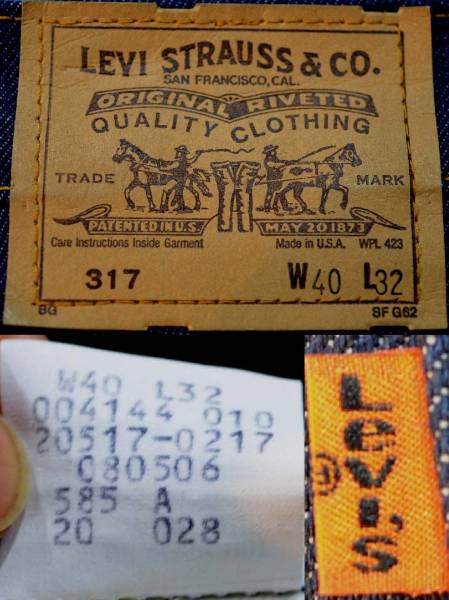 LEVI STRAUSS & CO.
SAN FRANCISCO, CAL.
ORIGINAL RIVETED
QUALITY CLOTHING
TRADE MARK
PATENTED IN U.S. MAY 20 1873
Care Instructions Inside Garment Made in U.S.A. WPL 423
317 W40 L32
BG SF G62
W40 L32
004144 010
20517-0217
080506
585 A
20 028
Levi's
®